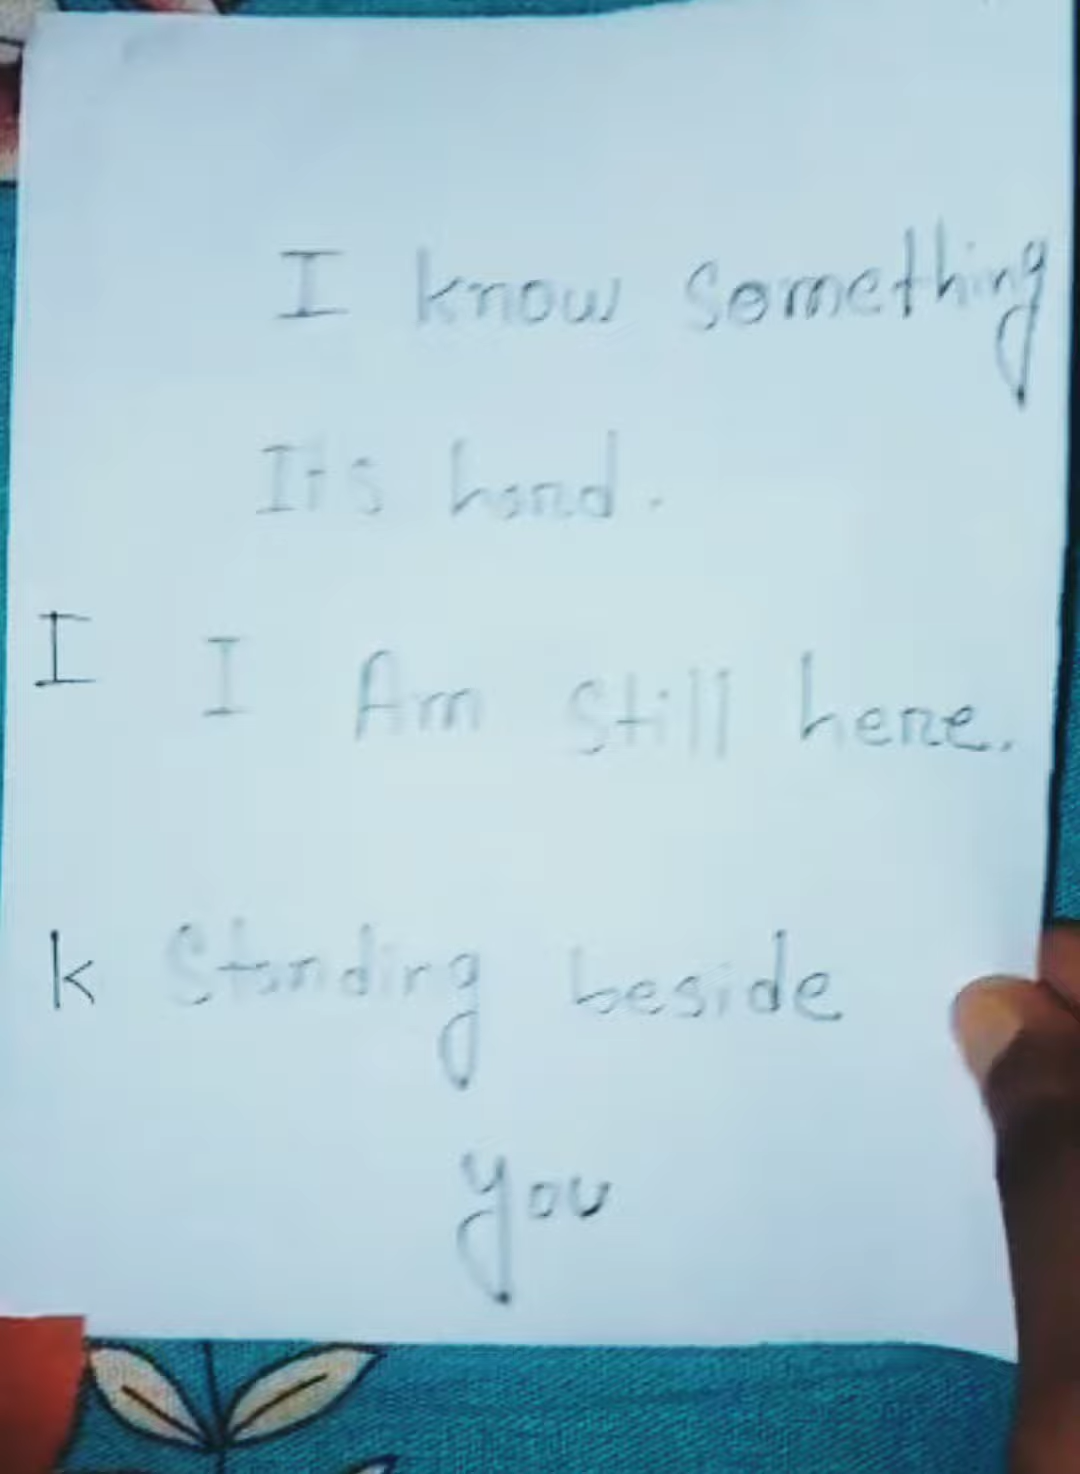 I know something
It's hard.
I I Am still here.
k Standing beside
you